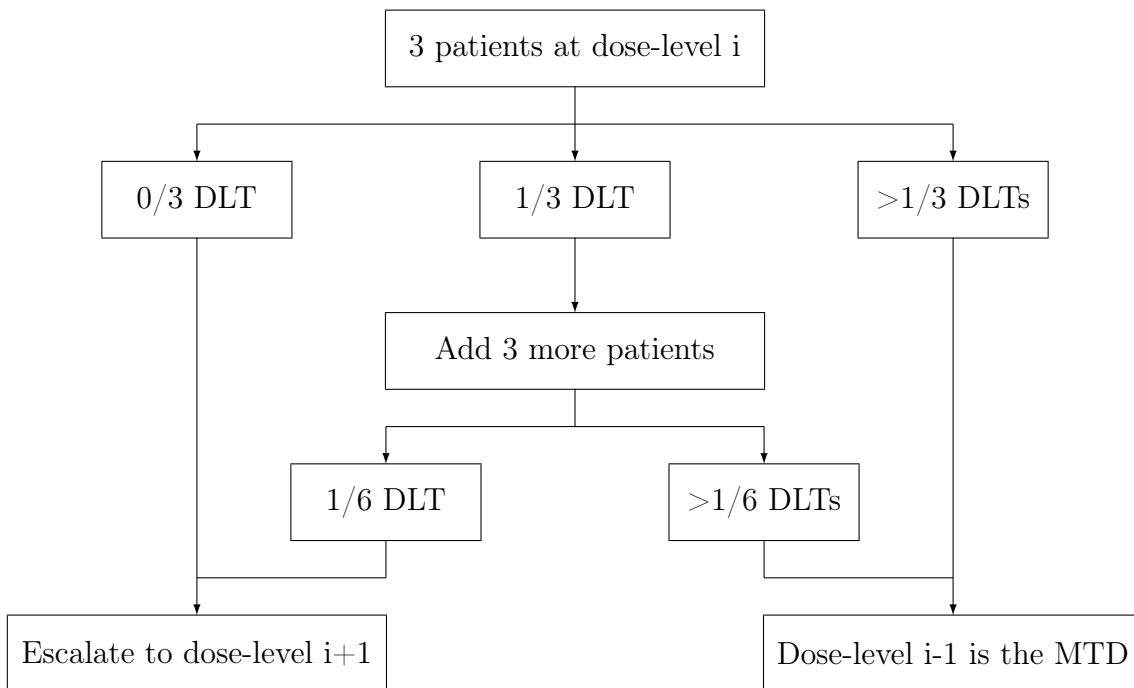 3 patients at dose-level i
0/3 DLT
1/3 DLT
>1/3 DLTs
Add 3 more patients
1/6 DLT
>1/6 DLTs
Escalate to dose-level i+1
Dose-level i-1 is the MTD